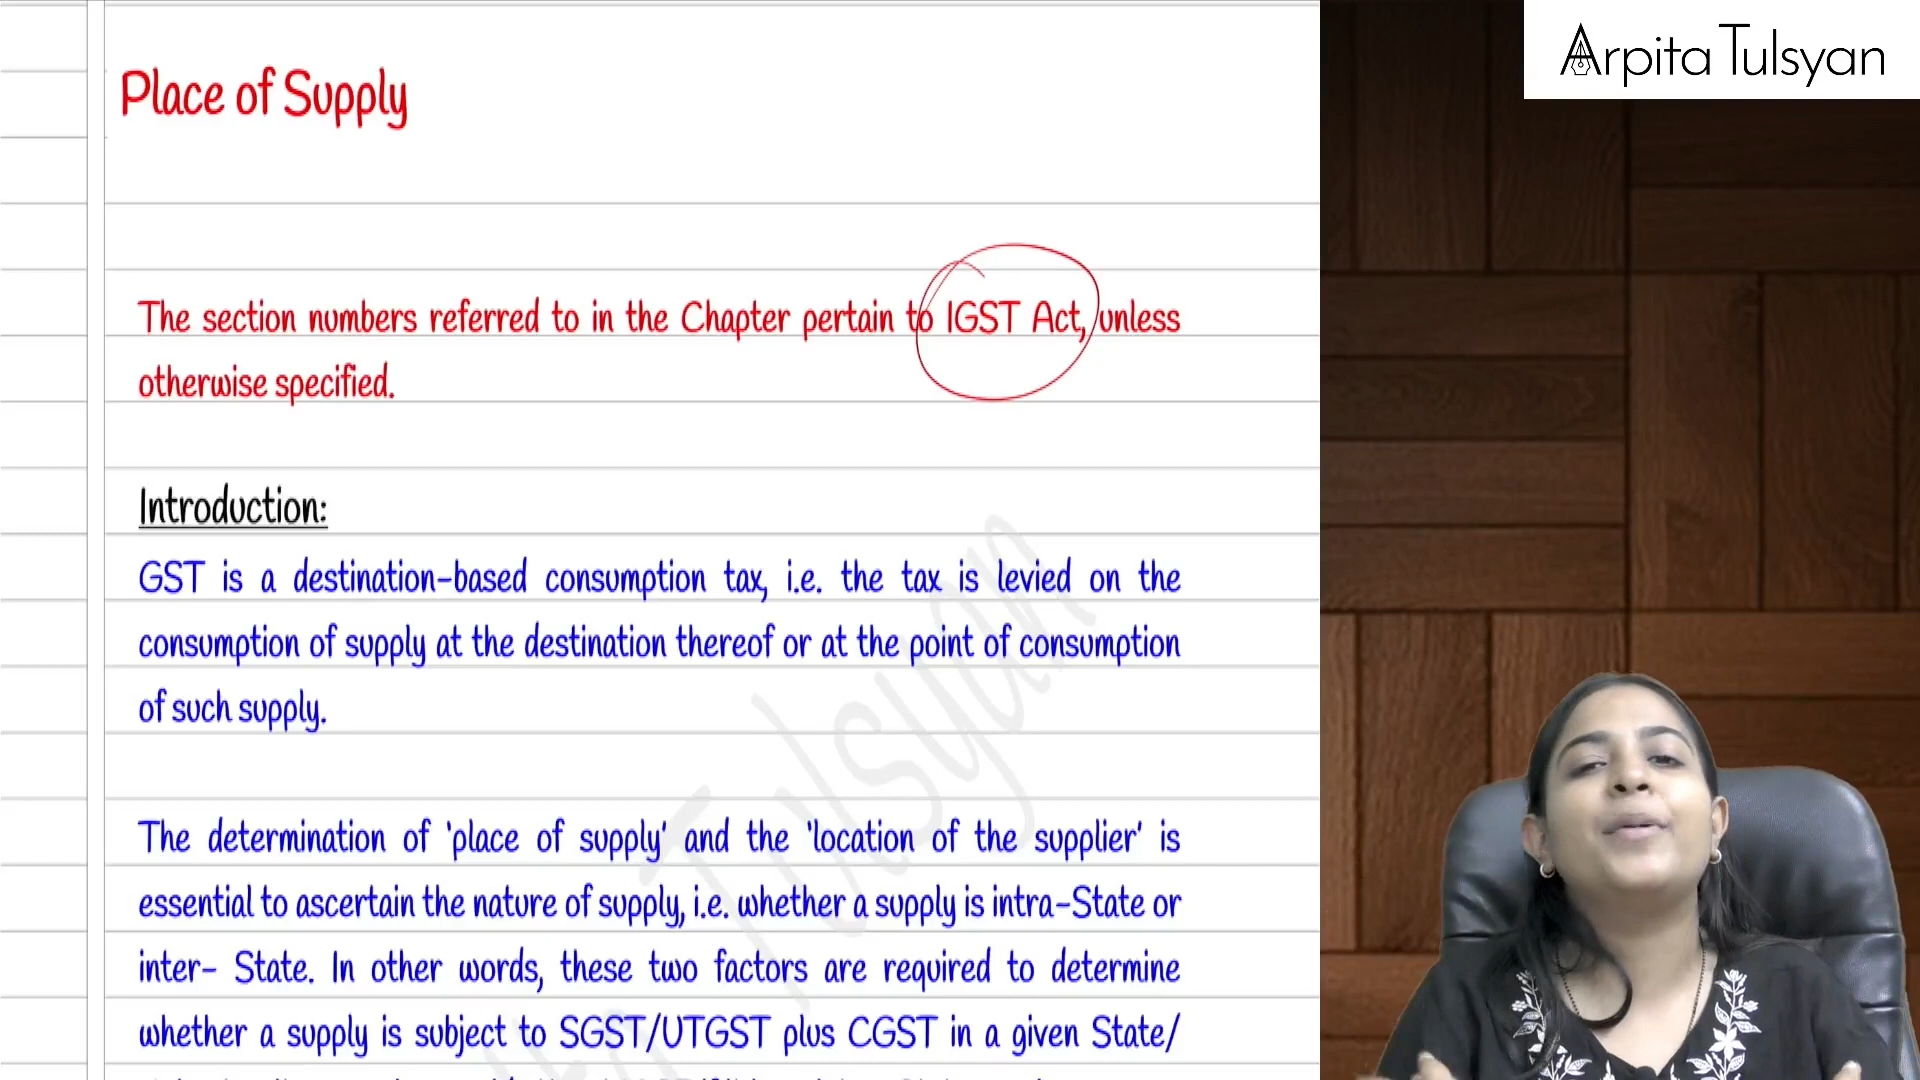 Arpita Tulsyan
Place of Supply
The section numbers referred to in the Chapter pertain to IGST Act, unless
otherwise specified.
Introduction:
GST is a destination-based consumption tax, i.e. the tax is levied on the
consumption of supply at the destination thereof or at the point of consumption
of such supply.
The determination of 'place of supply' and the 'location of the supplier' is
essential to ascertain the nature of supply, i.e. whether a supply is intra-State or
inter- State. In other words, these two factors are required to determine
whether a supply is subject to SGST/UTGST plus CGST in a given State/
Tulsyan